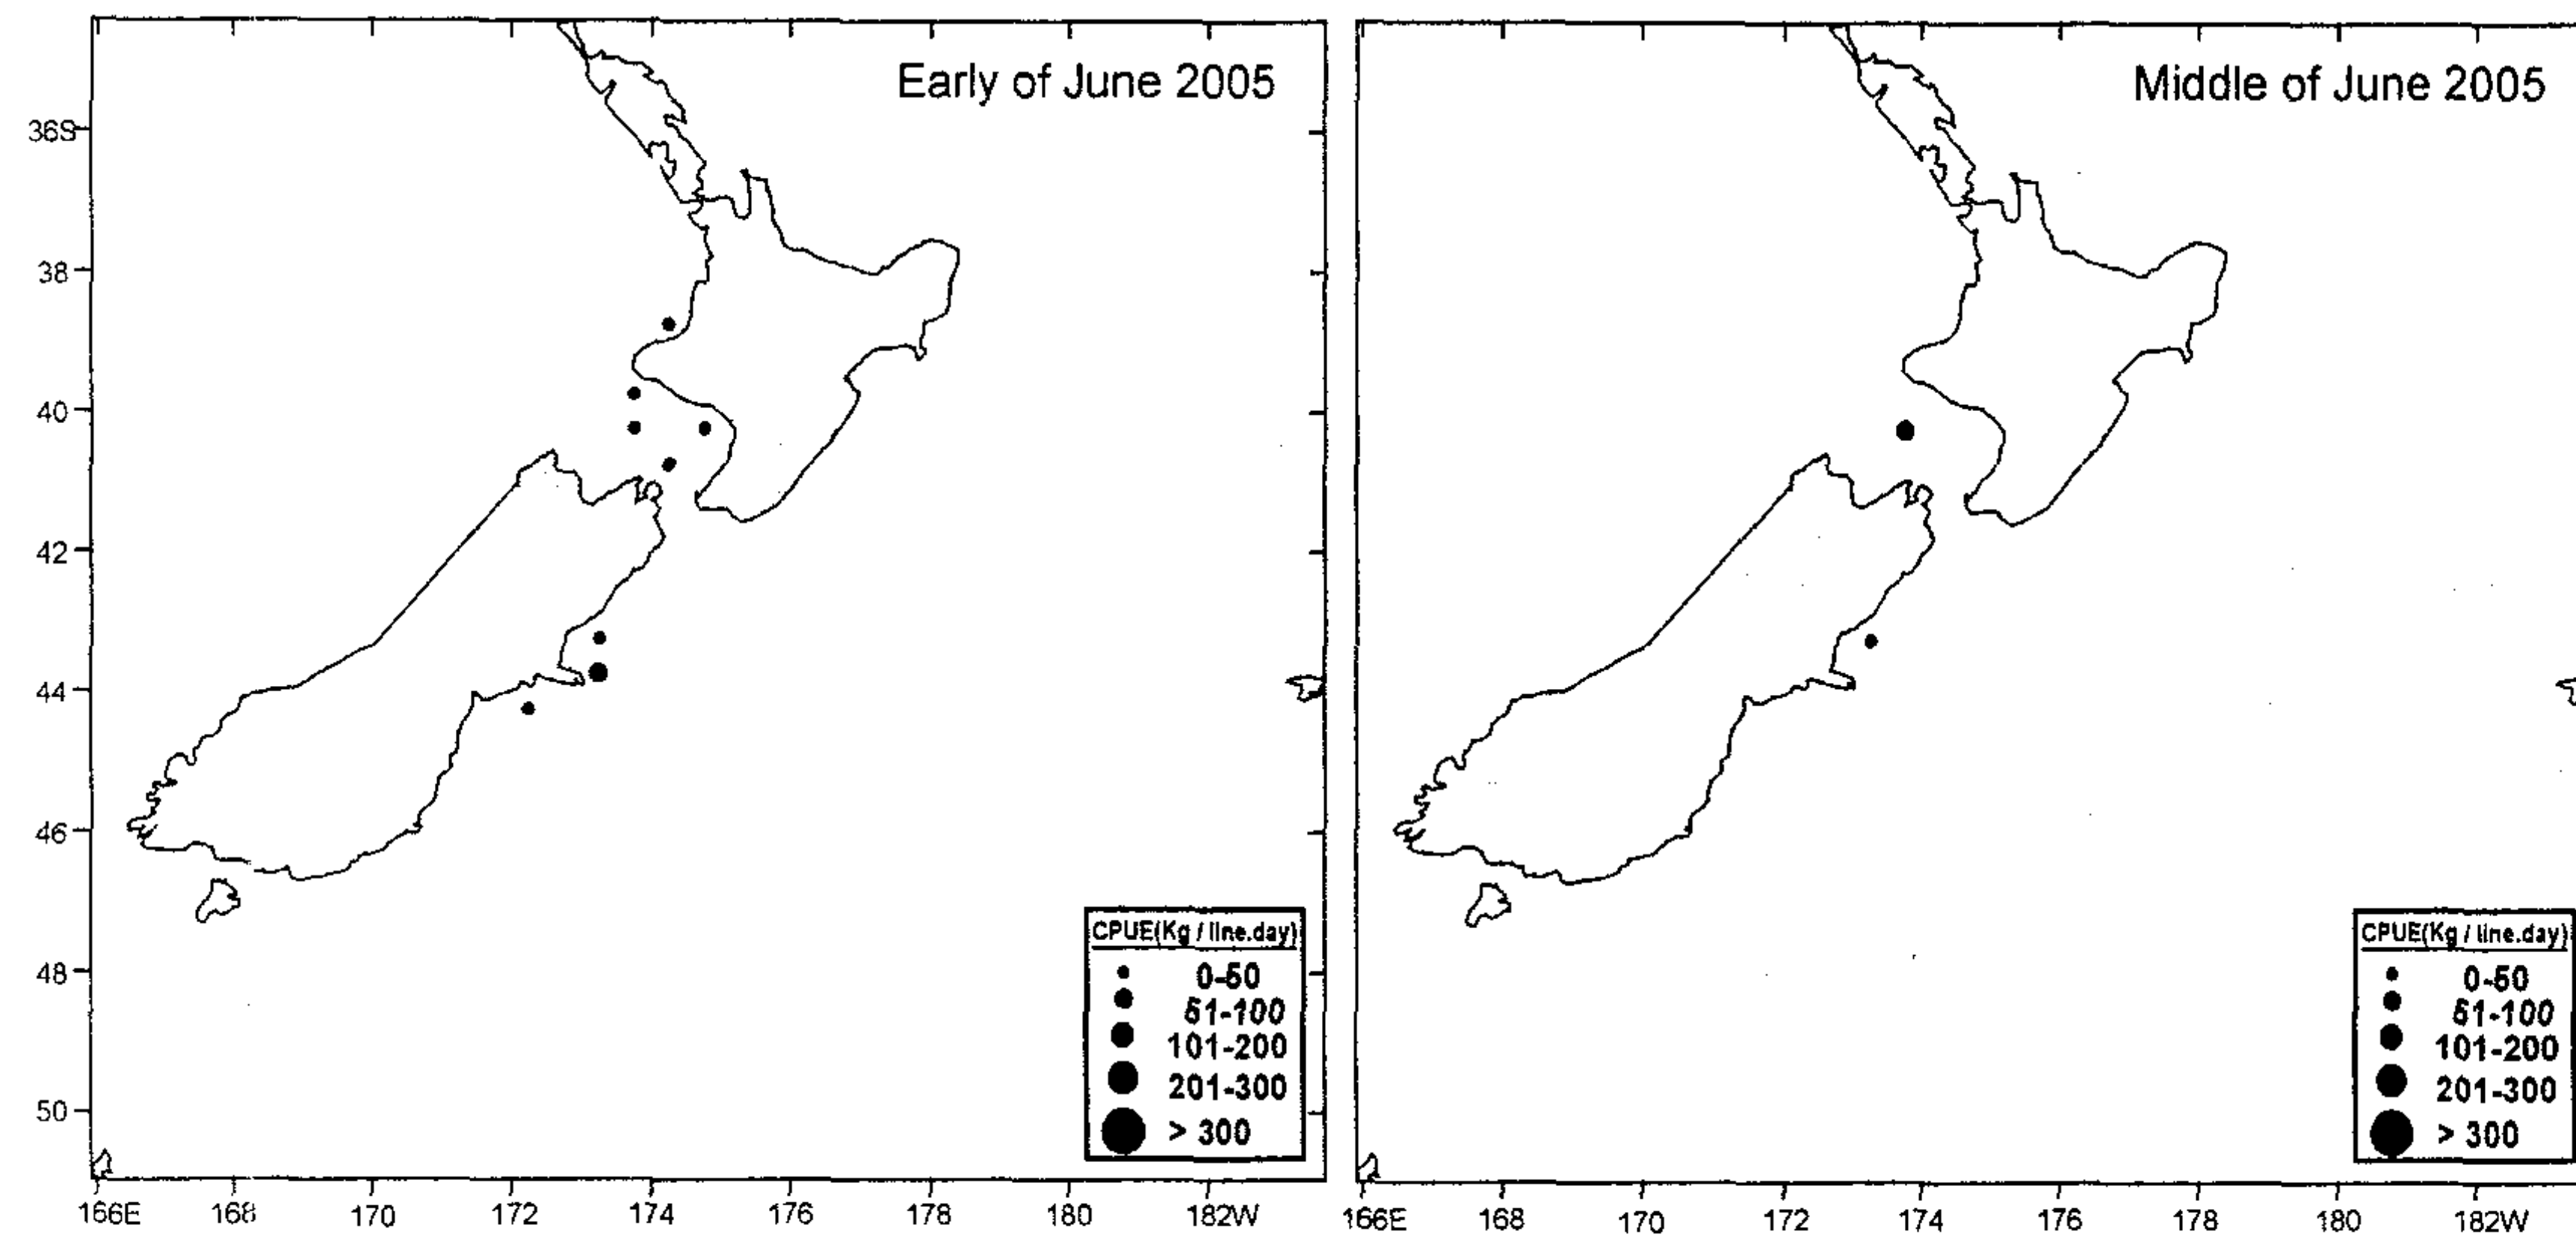 Early of June 2005
36S
38
40
42
44
46
48
50
166E 168 170 172 174 176 178 180 182W
CPUE(Kg / line.day)
0-50
51-100
101-200
201-300
> 300
Middle of June 2005
166E 168 170 172 174 176 178 180 182W
CPUE(Kg / line.day)
0-50
51-100
101-200
201-300
> 300